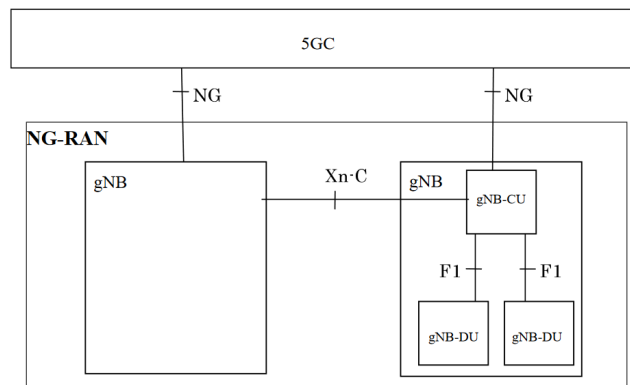 5GC
NG
NG
NG-RAN
gNB
Xn-C
gNB
gNB-CU
F1
F1
gNB-DU
gNB-DU